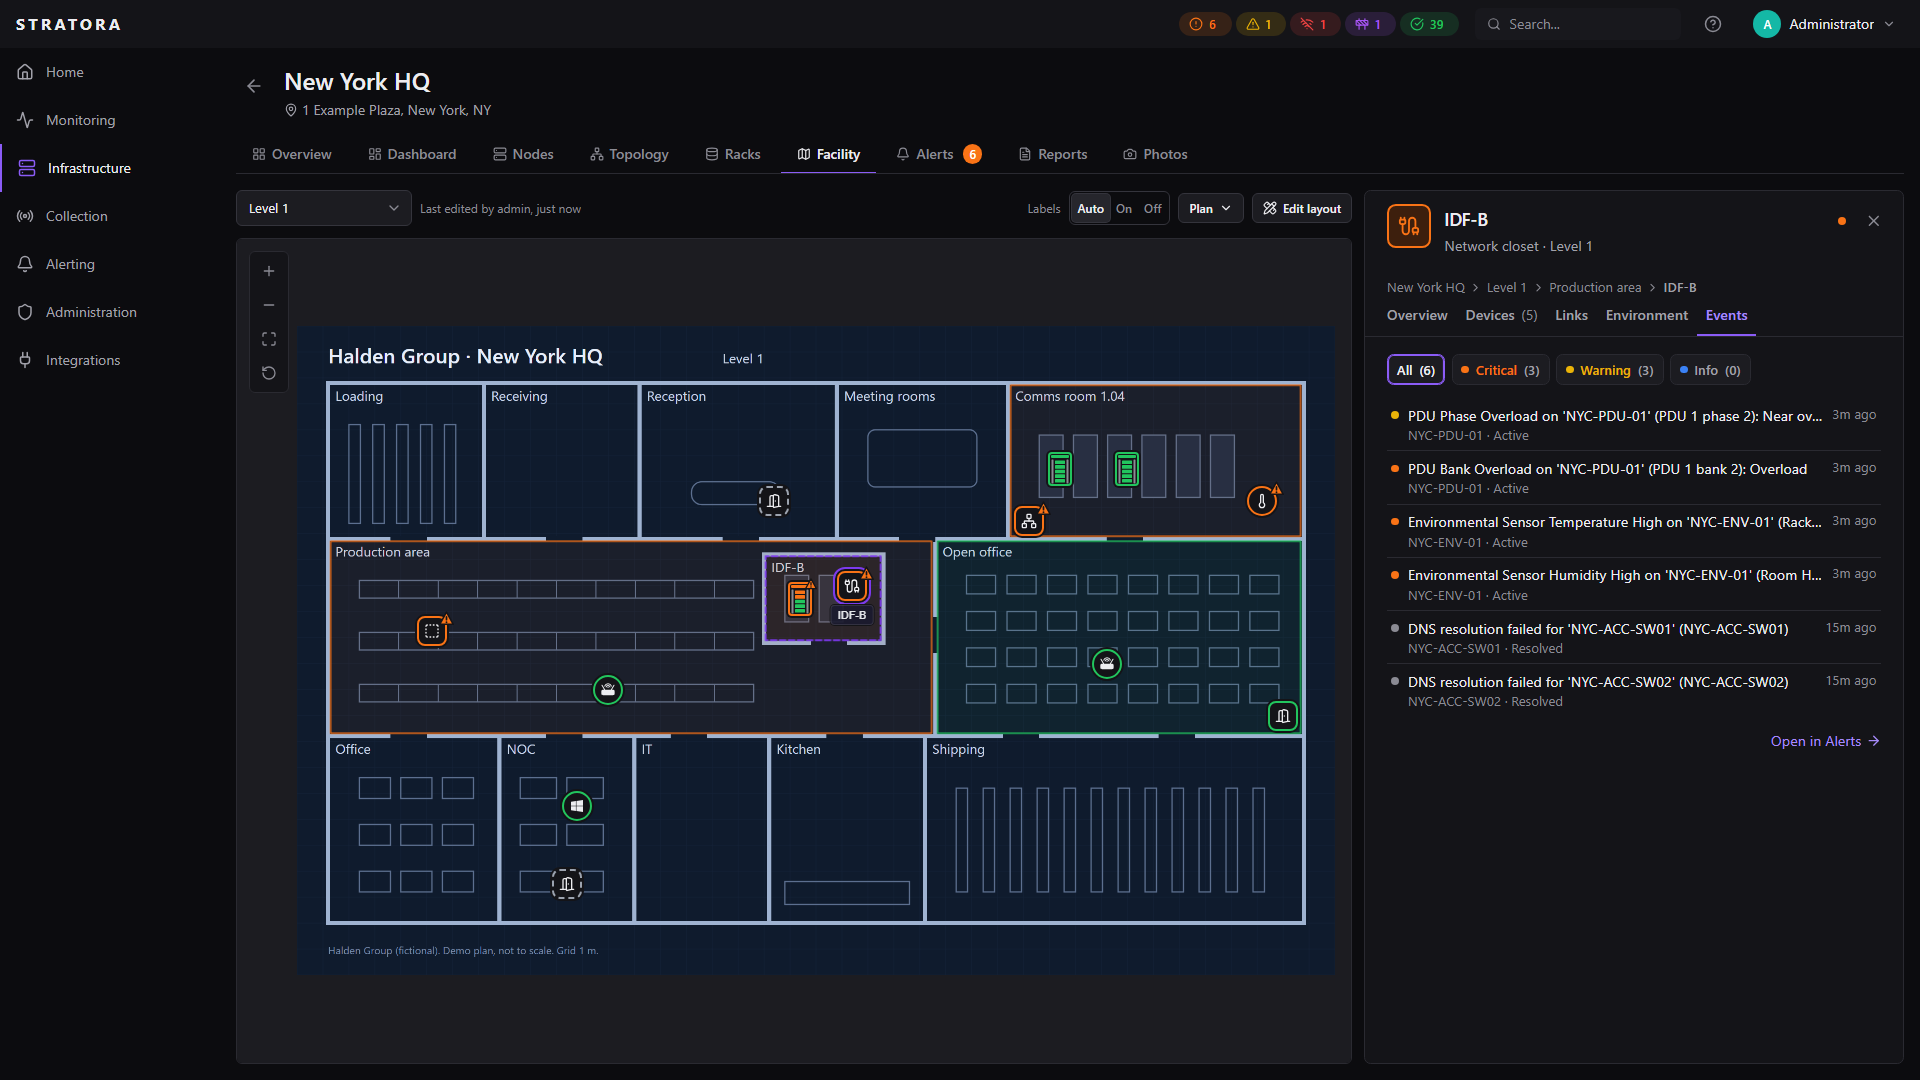 STRATORA
6
1
1
1
39
Search...
A
Administrator
Home
Monitoring
Infrastructure
Collection
Alerting
Administration
Integrations
New York HQ
1 Example Plaza, New York, NY
Overview
Dashboard
Nodes
Topology
Racks
Facility
Alerts 6
Reports
Photos
Level 1
Last edited by admin, just now
Labels
Auto
On
Off
Plan
Edit layout
Halden Group · New York HQ
Level 1
Loading
Receiving
Reception
Meeting rooms
Comms room 1.04
Production area
IDF-B
IDF-B
Open office
Office
NOC
IT
Kitchen
Shipping
Halden Group (fictional). Demo plan, not to scale. Grid 1 m.
IDF-B
Network closet · Level 1
New York HQ > Level 1 > Production area > IDF-B
Overview
Devices (5)
Links
Environment
Events
All (6)
Critical (3)
Warning (3)
Info (0)
PDU Phase Overload on 'NYC-PDU-01' (PDU 1 phase 2): Near ov... 3m ago
NYC-PDU-01 · Active
PDU Bank Overload on 'NYC-PDU-01' (PDU 1 bank 2): Overload 3m ago
NYC-PDU-01 · Active
Environmental Sensor Temperature High on 'NYC-ENV-01' (Rack... 3m ago
NYC-ENV-01 · Active
Environmental Sensor Humidity High on 'NYC-ENV-01' (Room H... 3m ago
NYC-ENV-01 · Active
DNS resolution failed for 'NYC-ACC-SW01' (NYC-ACC-SW01) 15m ago
NYC-ACC-SW01 · Resolved
DNS resolution failed for 'NYC-ACC-SW02' (NYC-ACC-SW02) 15m ago
NYC-ACC-SW02 · Resolved
Open in Alerts →